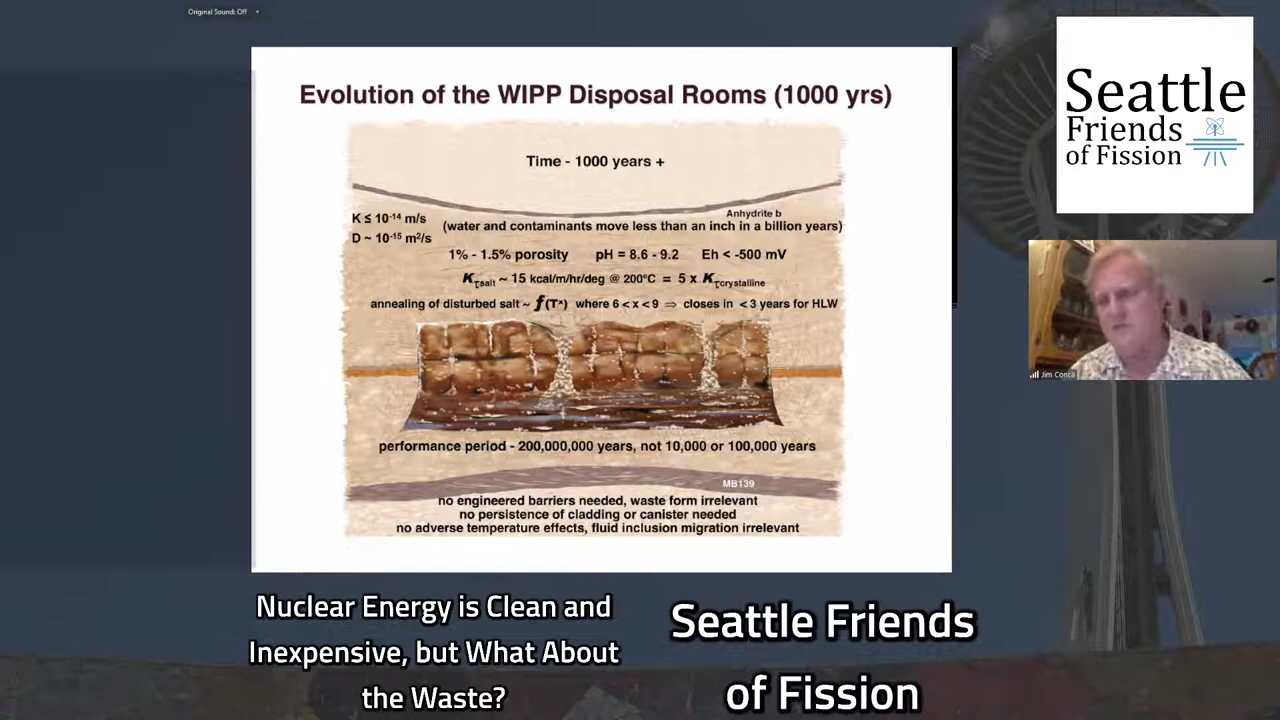 Original Sound: Off
Evolution of the WIPP Disposal Rooms (1000 yrs)
Time - 1000 years +
K ≤ 10⁻¹⁴ m/s
Anhydrite b
(water and contaminants move less than an inch in a billion years)
D ~ 10⁻¹⁵ m²/s
1% - 1.5% porosity pH = 8.6 - 9.2 Eh < -500 mV
Kτsalt ~ 15 kcal/m/hr/deg @ 200°C = 5 x Kτcrystalline
annealing of disturbed salt ~ f(Tˣ) where 6 < x < 9 ⇒ closes in < 3 years for HLW
performance period - 200,000,000 years, not 10,000 or 100,000 years
MB139
no engineered barriers needed, waste form irrelevant
no persistence of cladding or canister needed
no adverse temperature effects, fluid inclusion migration irrelevant
Seattle
Friends
of Fission
Jim Conca
Nuclear Energy is Clean and
Inexpensive, but What About
the Waste?
Seattle Friends
of Fission